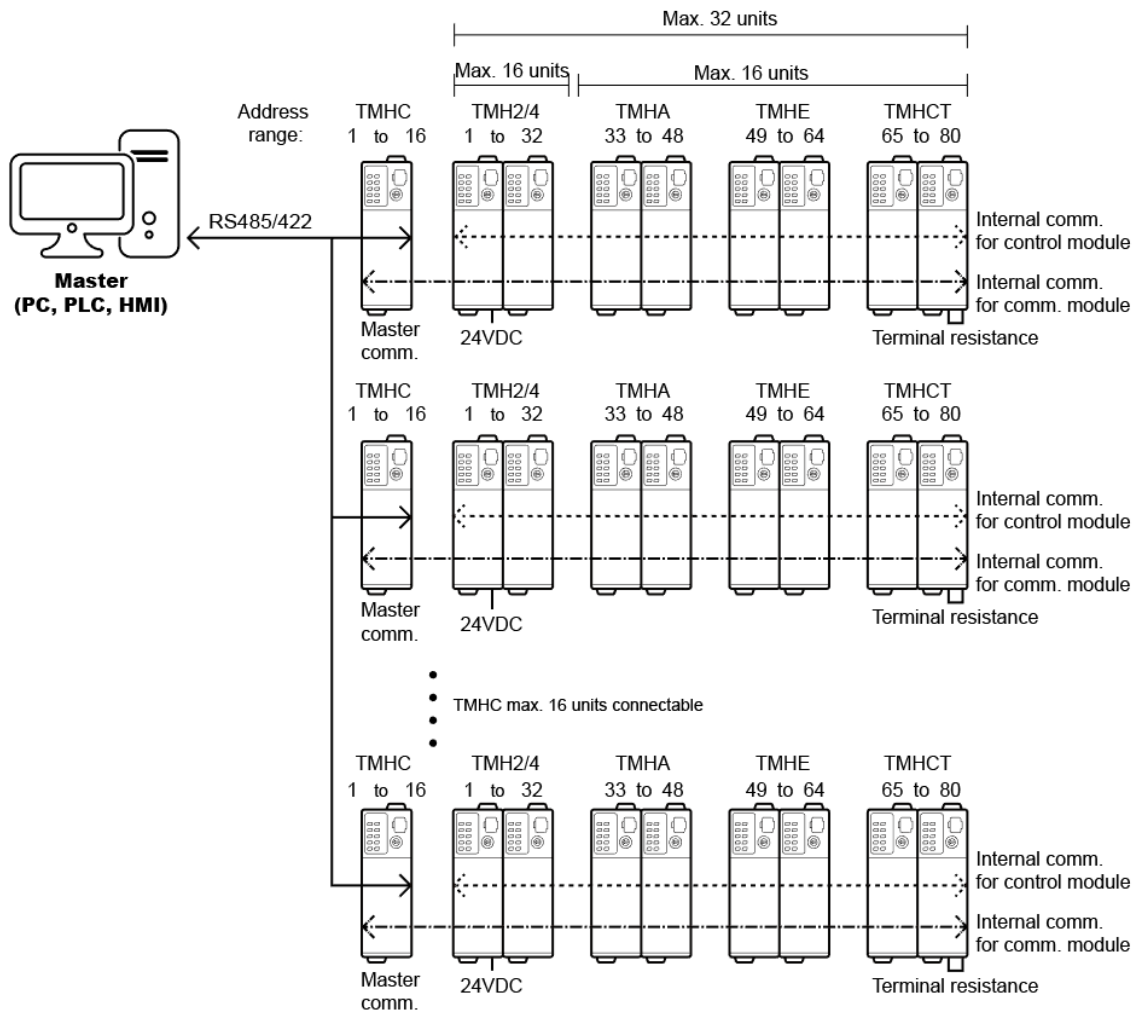 Max. 32 units
Max. 16 units
Max. 16 units
Address range:
TMHC
1 to 16
TMH2/4
1 to 32
TMHA
33 to 48
TMHE
49 to 64
TMHCT
65 to 80
RS485/422
Master
(PC, PLC, HMI)
Internal comm.
for control module
Internal comm.
for comm. module
Master
comm.
24VDC
Terminal resistance
TMHC
1 to 16
TMH2/4
1 to 32
TMHA
33 to 48
TMHE
49 to 64
TMHCT
65 to 80
Internal comm.
for control module
Internal comm.
for comm. module
Master
comm.
24VDC
Terminal resistance
TMHC max. 16 units connectable
TMHC
1 to 16
TMH2/4
1 to 32
TMHA
33 to 48
TMHE
49 to 64
TMHCT
65 to 80
Internal comm.
for control module
Internal comm.
for comm. module
Master
comm.
24VDC
Terminal resistance